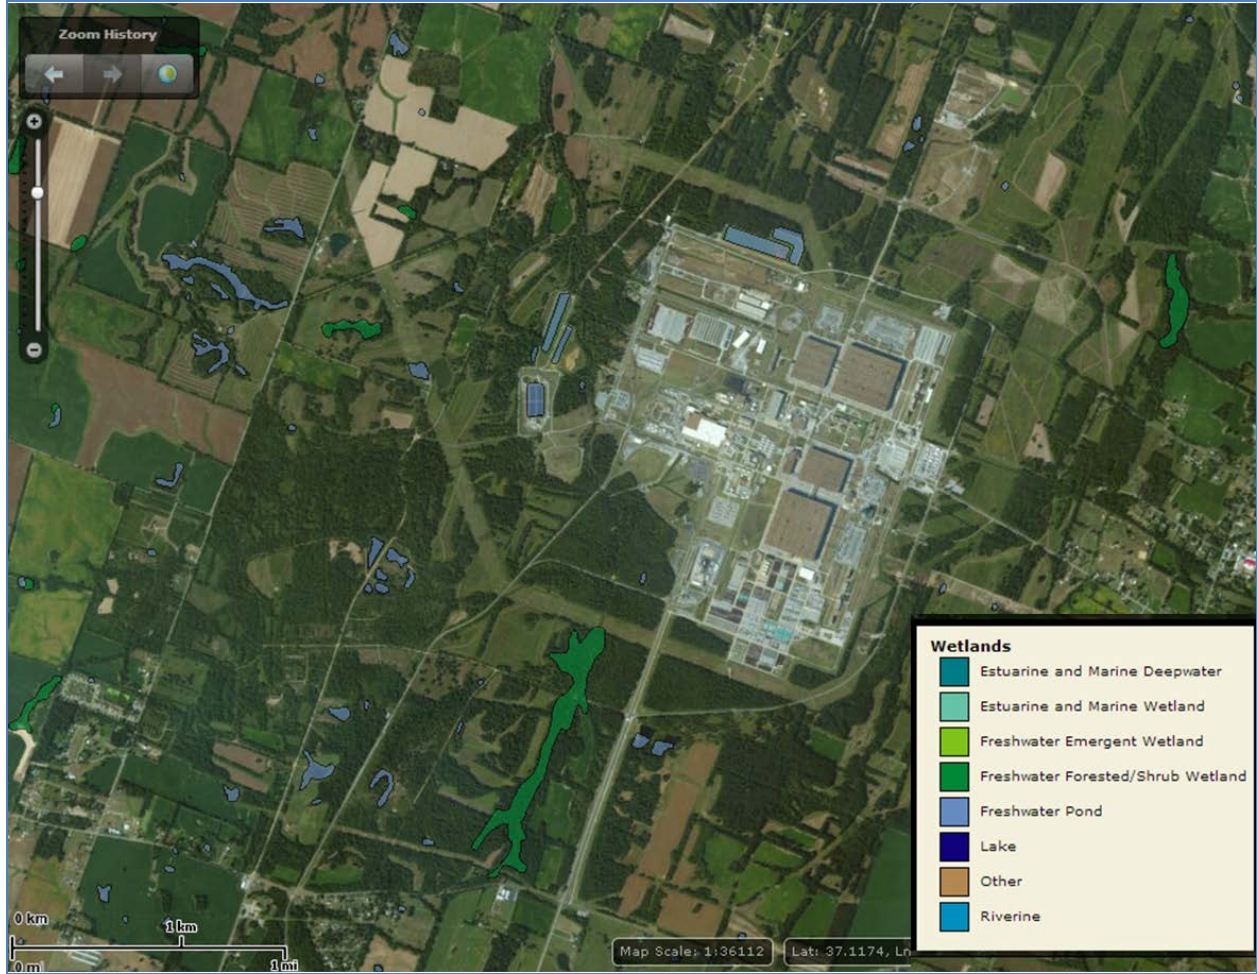 Zoom History
Wetlands
Estuarine and Marine Deepwater
Estuarine and Marine Wetland
Freshwater Emergent Wetland
Freshwater Forested/Shrub Wetland
Freshwater Pond
Lake
Other
Riverine
0 km
1 km
0 mi
1 mi
Map Scale: 1:36112
Lat: 37.1174, Ln